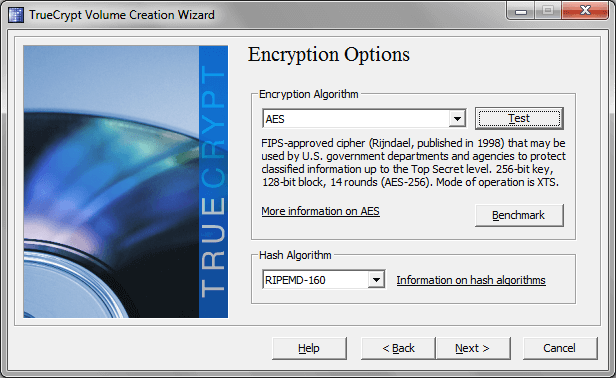 TrueCrypt Volume Creation Wizard
TRUECRYPT
Encryption Options
Encryption Algorithm
AES
Test
FIPS-approved cipher (Rijndael, published in 1998) that may be
used by U.S. government departments and agencies to protect
classified information up to the Top Secret level. 256-bit key,
128-bit block, 14 rounds (AES-256). Mode of operation is XTS.
More information on AES
Benchmark
Hash Algorithm
RIPEMD-160
Information on hash algorithms
Help
< Back
Next >
Cancel